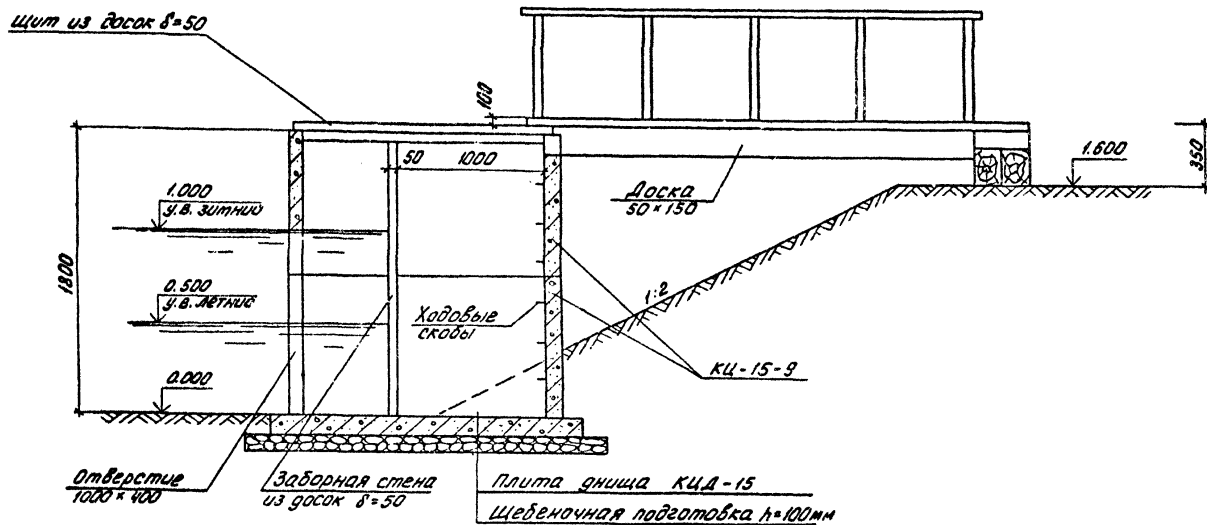 Щит из досок δ=50
100
50 1000
1800
1.000
у.в. зимний
0.500
у.в. летний
0.000
Доска
50×150
1.600
350
1:2
Ходовые
скобы
КЦ-15-9
Отверстие
1000×400
Заборная стена
из досок δ=50
Плита днища КЦД-15
Щебеночная подготовка h=100мм